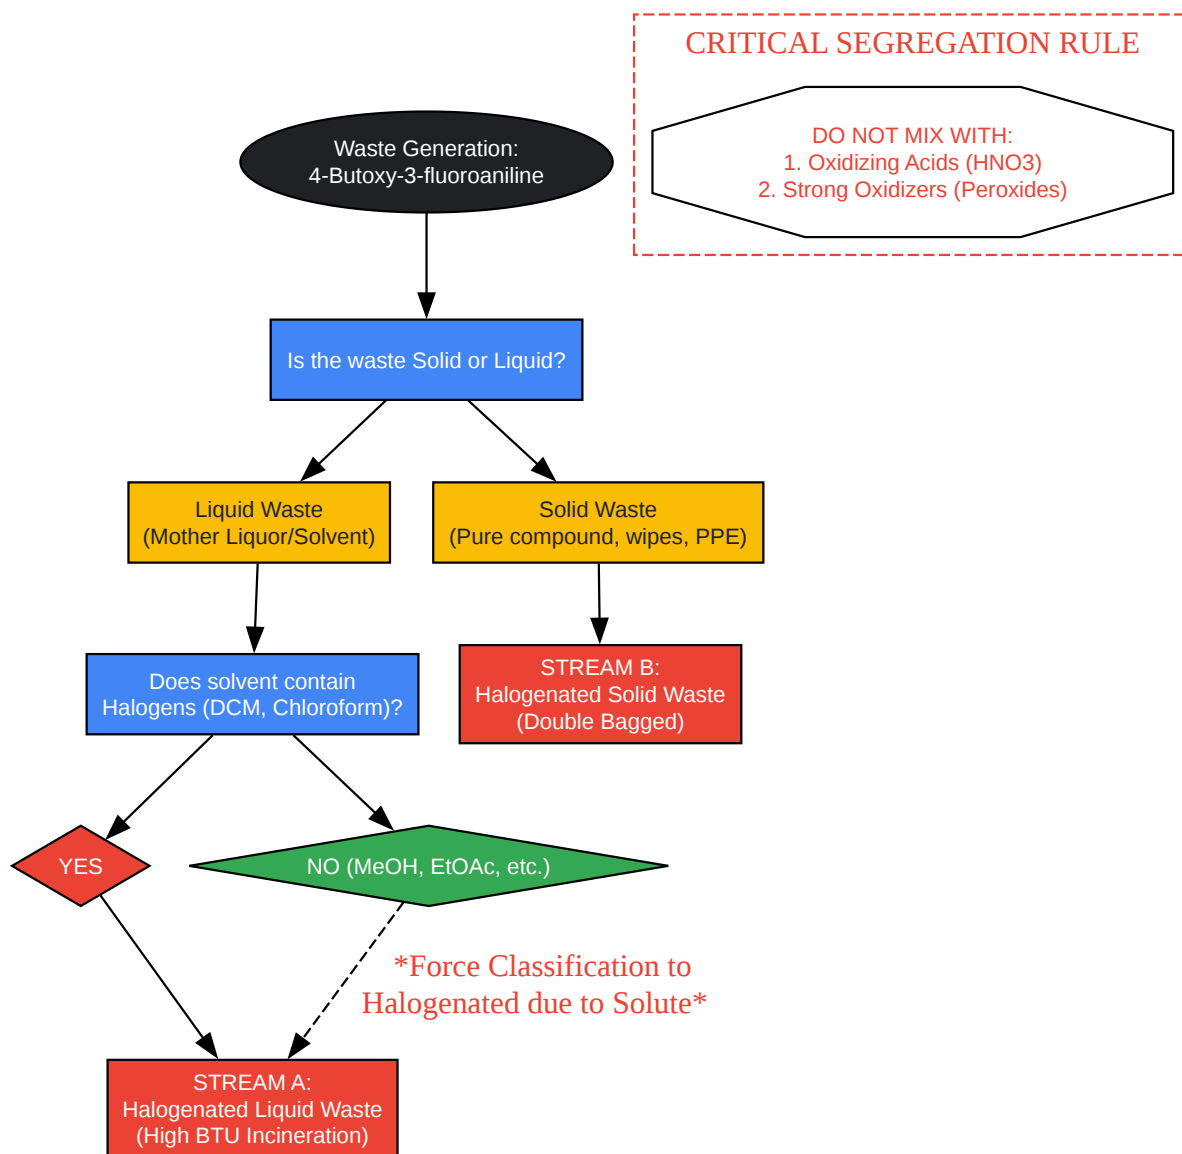 CRITICAL SEGREGATION RULE
DO NOT MIX WITH:
1. Oxidizing Acids (HNO3)
2. Strong Oxidizers (Peroxides)
Waste Generation:
4-Butoxy-3-fluoroaniline
Is the waste Solid or Liquid?
Liquid Waste
(Mother Liquor/Solvent)
Solid Waste
(Pure compound, wipes, PPE)
Does solvent contain
Halogens (DCM, Chloroform)?
STREAM B:
Halogenated Solid Waste
(Double Bagged)
YES
NO (MeOH, EtOAc, etc.)
*Force Classification to
Halogenated due to Solute*
STREAM A:
Halogenated Liquid Waste
(High BTU Incineration)